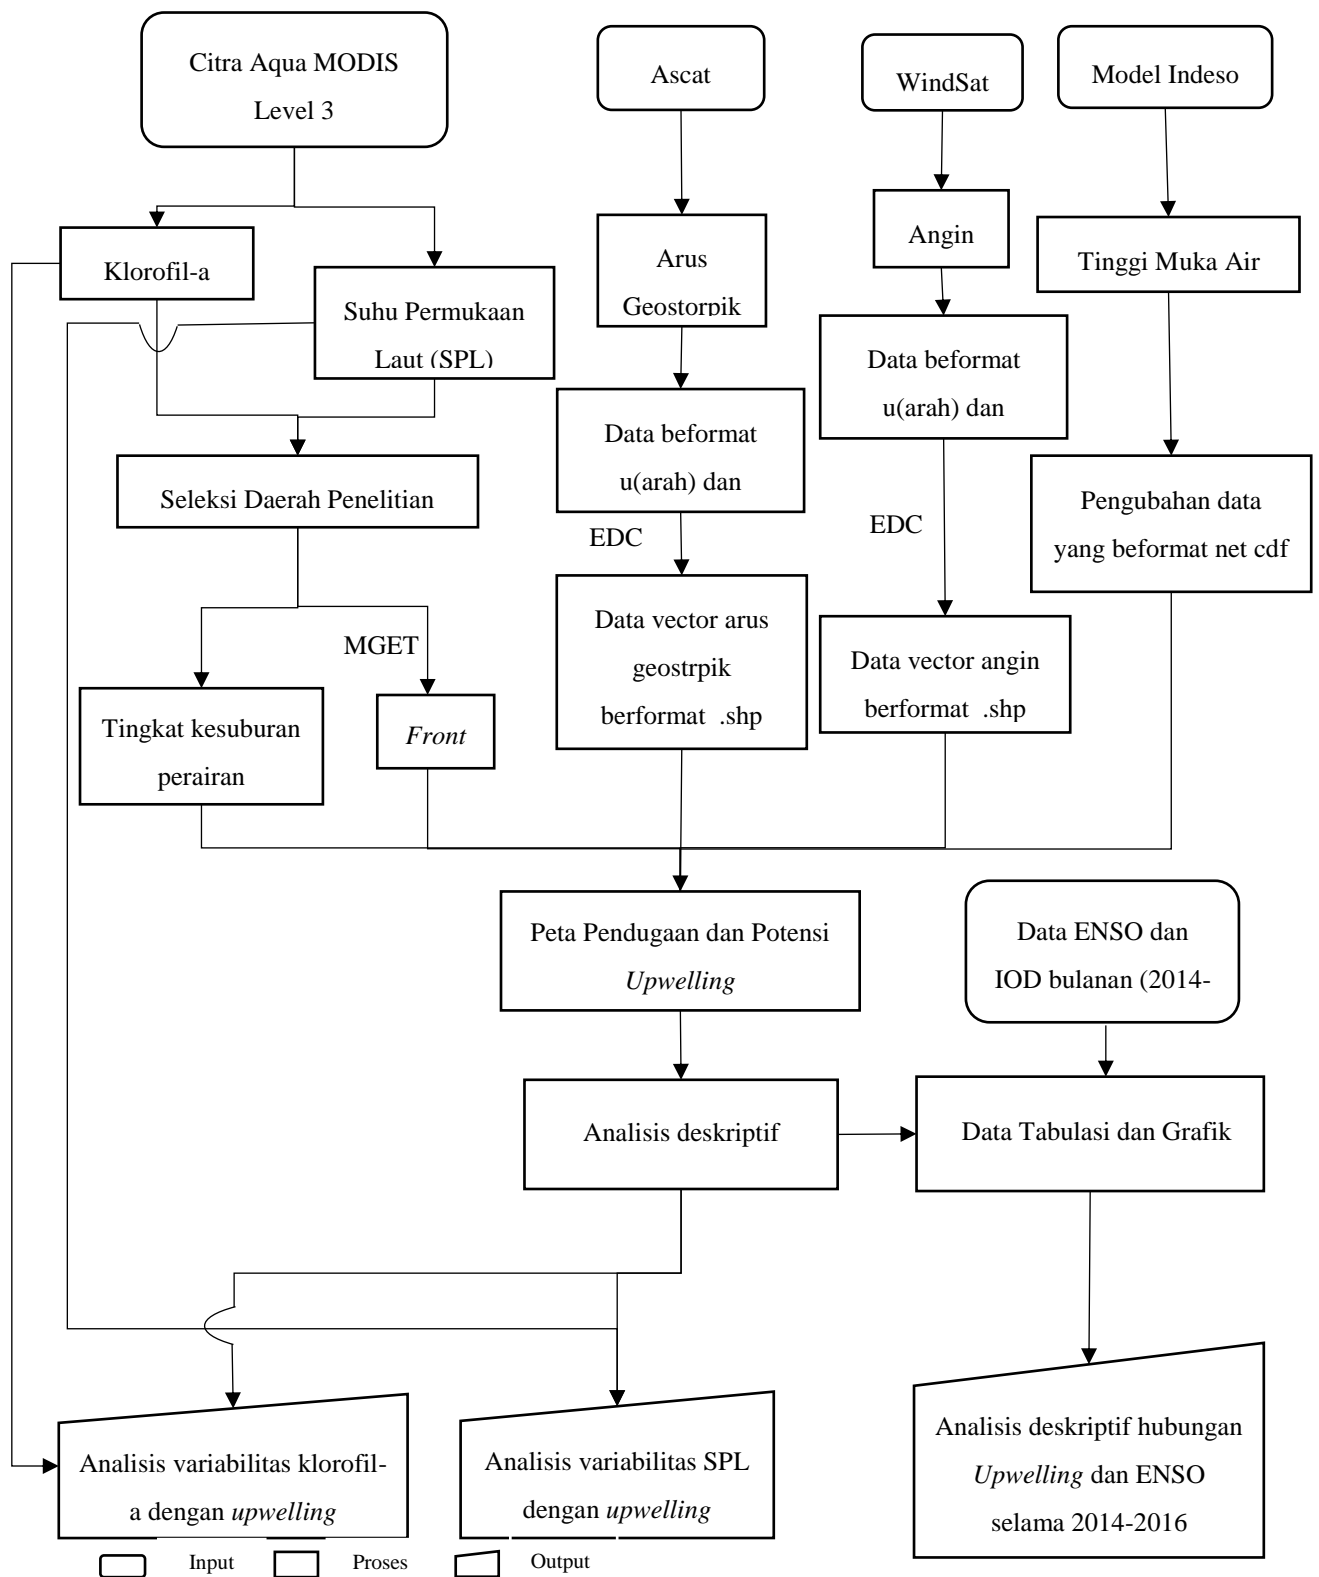 Citra Aqua MODIS
Level 3
Ascat
WindSat
Model Indeso
Klorofil-a
Suhu Permukaan
Laut (SPL)
Arus
Geostorpik
Angin
Tinggi Muka Air
Data beformat
u(arah) dan
Data beformat
u(arah) dan
Seleksi Daerah Penelitian
Pengubahan data
yang beformat net cdf
EDC
EDC
MGET
Tingkat kesuburan
perairan
Front
Data vector arus
geostrpik
berformat .shp
Data vector angin
berformat .shp
Peta Pendugaan dan Potensi
Upwelling
Data ENSO dan
IOD bulanan (2014-
Analisis deskriptif
Data Tabulasi dan Grafik
Analisis variabilitas klorofil-
a dengan upwelling
Analisis variabilitas SPL
dengan upwelling
Analisis deskriptif hubungan
Upwelling dan ENSO
selama 2014-2016
Input
Proses
Output